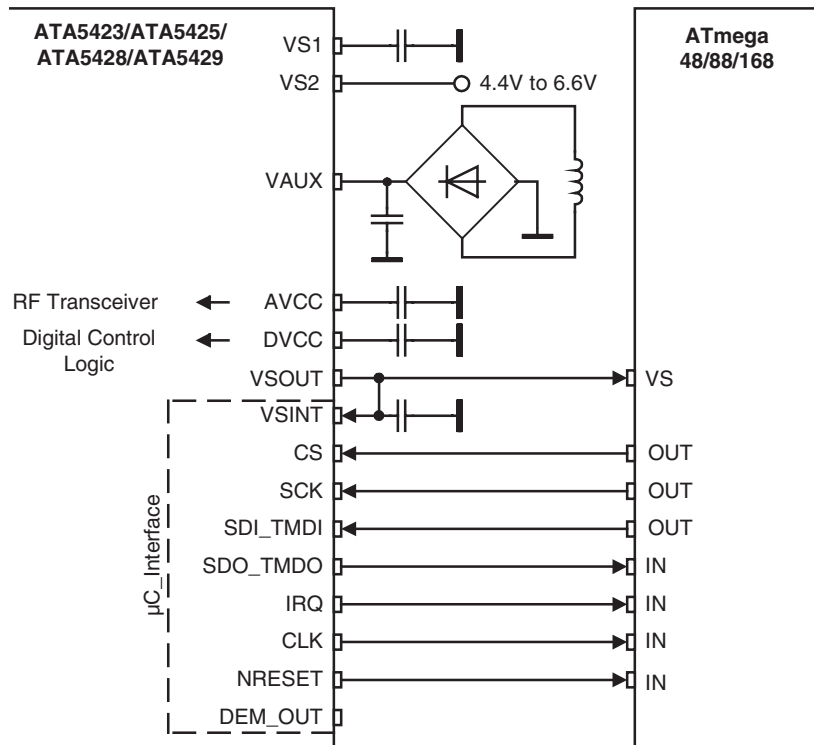 ATA5423/ATA5425/
ATA5428/ATA5429
ATmega
48/88/168
VS1
VS2
4.4V to 6.6V
VAUX
RF Transceiver
AVCC
Digital Control
Logic
DVCC
VSOUT
VS
VSINT
CS
OUT
SCK
OUT
SDI_TMDI
OUT
SDO_TMDO
IN
IRQ
IN
CLK
IN
NRESET
IN
DEM_OUT
µC_Interface